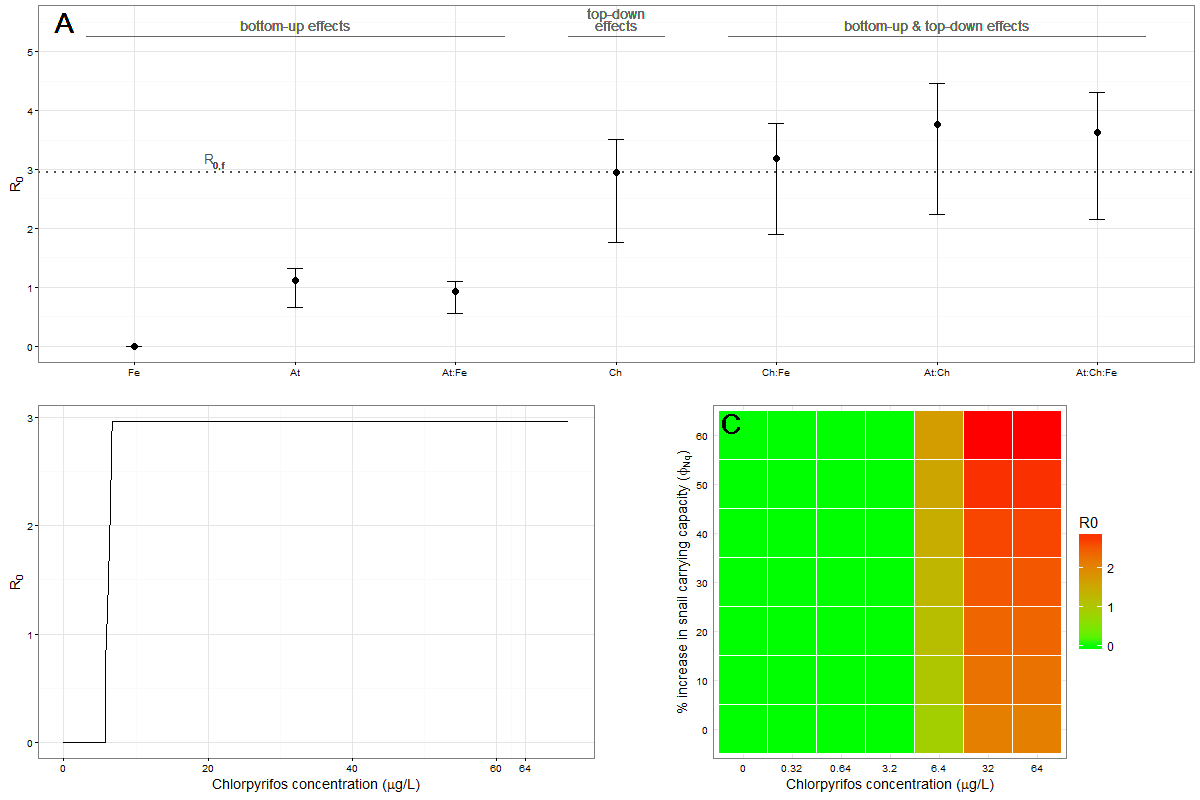 A
bottom-up effects
top-down
effects
bottom-up & top-down effects
R0
5
4
3
2
1
0
R0,f
Fe
At
At:Fe
Ch
Ch:Fe
At:Ch
At:Ch:Fe
R0
3
2
1
0
0
20
40
60
64
Chlorpyrifos concentration (μg/L)
C
% increase in snail carrying capacity (ϕNq)
60
50
40
30
20
10
0
0
0.32
0.64
3.2
6.4
32
64
Chlorpyrifos concentration (μg/L)
R0
2
1
0